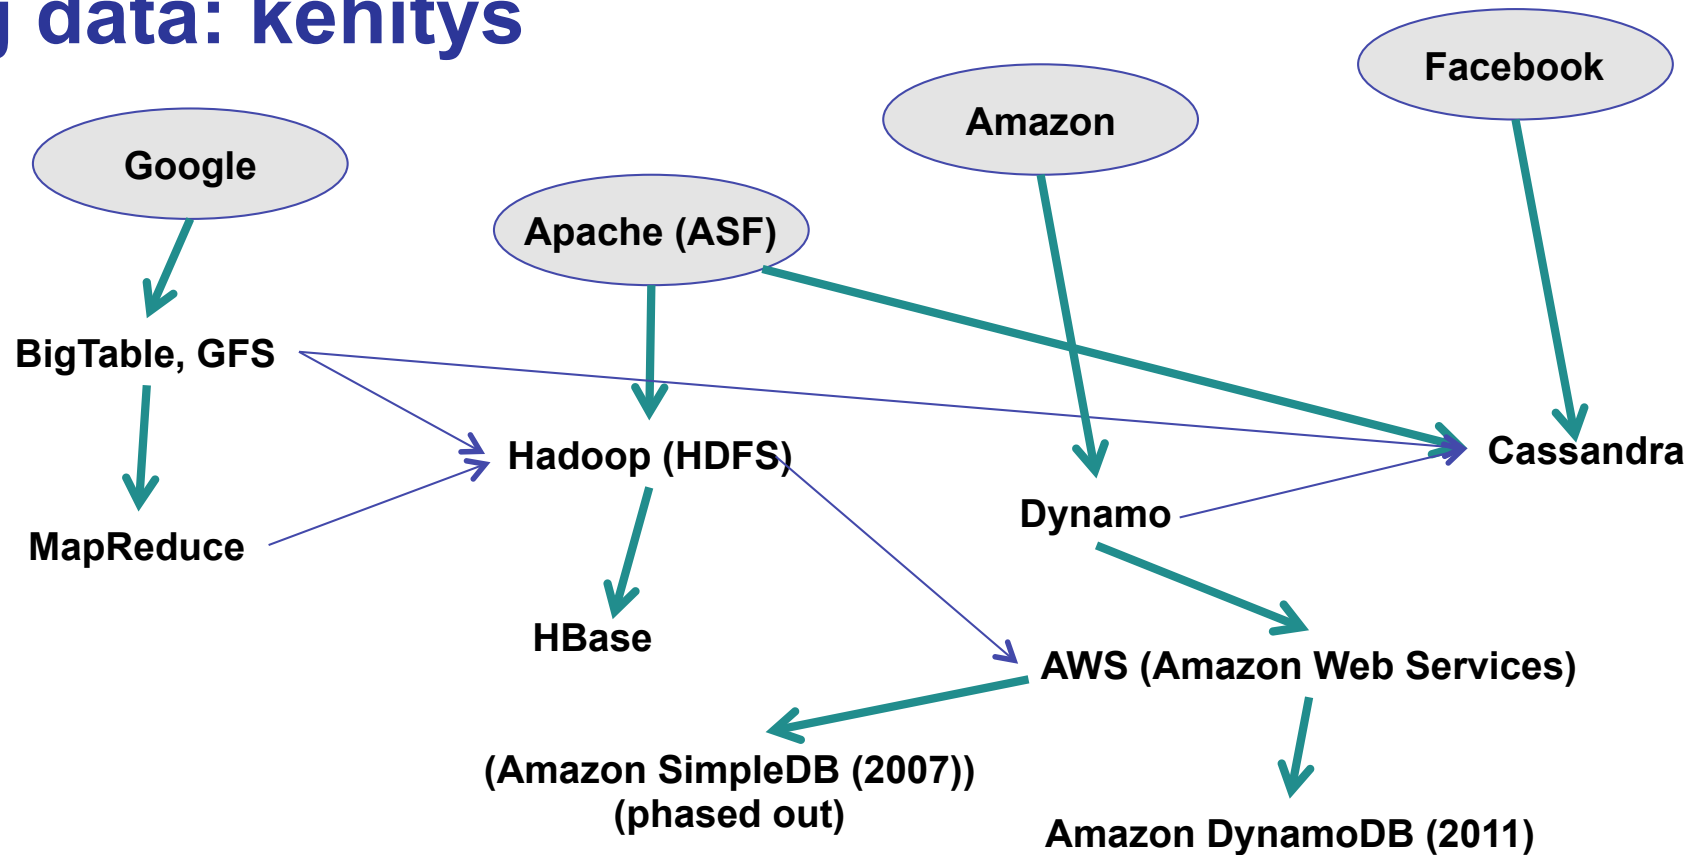 data: kehitys
Facebook
Amazon
Google
Apache (ASF)
BigTable, GFS
Hadoop (HDFS)
Cassandra
Dynamo
MapReduce
HBase
AWS (Amazon Web Services)
(Amazon SimpleDB (2007))
(phased out)
Amazon DynamoDB (2011)